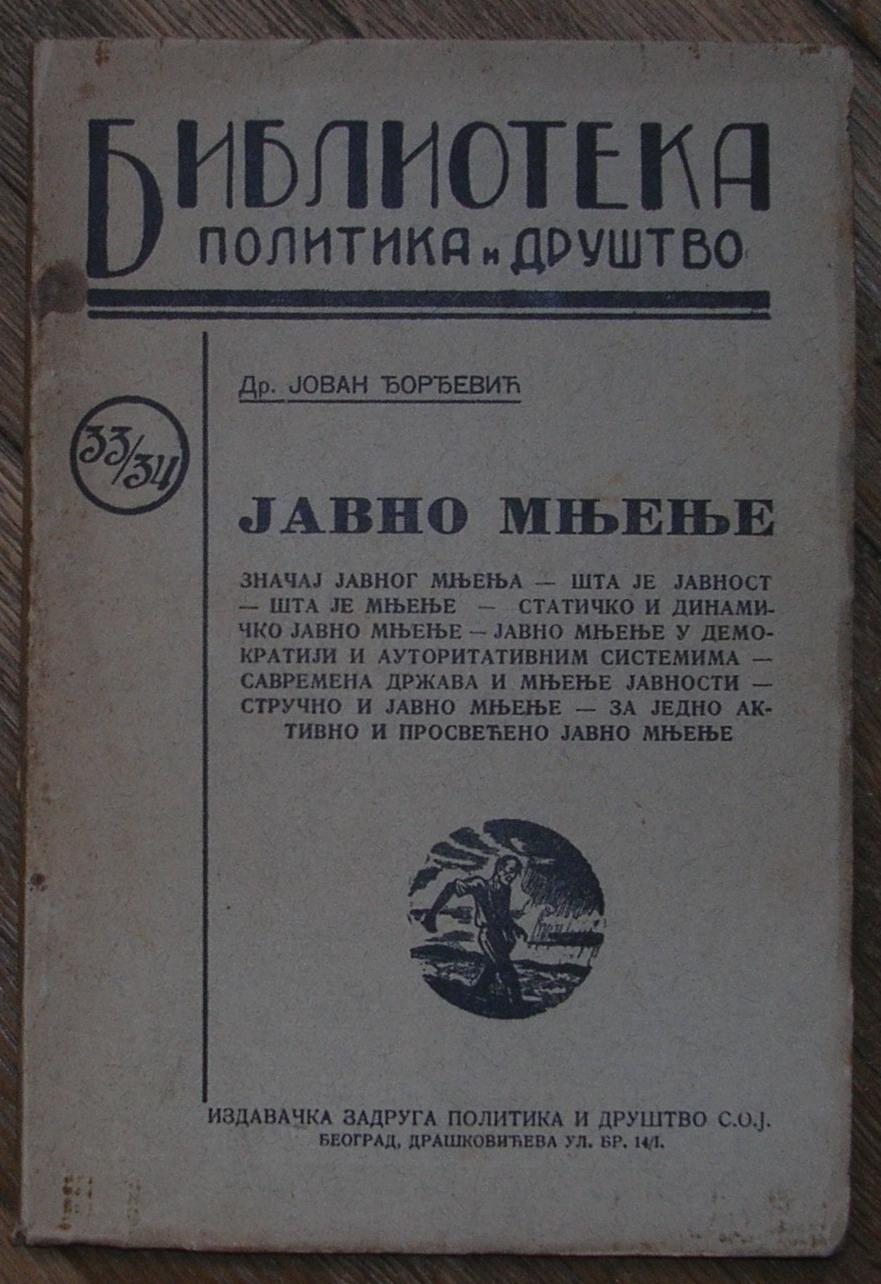 БИБЛИОТЕКА
ПОЛИТИКА и ДРУШТВО
Др. ЈОВАН ЂОРЂЕВИЋ
33/34
ЈАВНО МЊЕЊЕ
ЗНАЧАЈ ЈАВНОГ МЊЕЊА — ШТА ЈЕ ЈАВНОСТ
— ШТА ЈЕ МЊЕЊЕ — СТАТИЧКО И ДИНАМИ-
ЧКО ЈАВНО МЊЕЊЕ — ЈАВНО МЊЕЊЕ У ДЕМО-
КРАТИЈИ И АУТОРИТАТИВНИМ СИСТЕМИМА —
САВРЕМЕНА ДРЖАВА И МЊЕЊЕ ЈАВНОСТИ —
СТРУЧНО И ЈАВНО МЊЕЊЕ — ЗА ЈЕДНО АК-
ТИВНО И ПРОСВЕЋЕНО ЈАВНО МЊЕЊЕ
ИЗДАВАЧКА ЗАДРУГА ПОЛИТИКА И ДРУШТВО С.О.Ј.
БЕОГРАД, ДРАШКОВИЋЕВА УЛ. БР. 14/I.